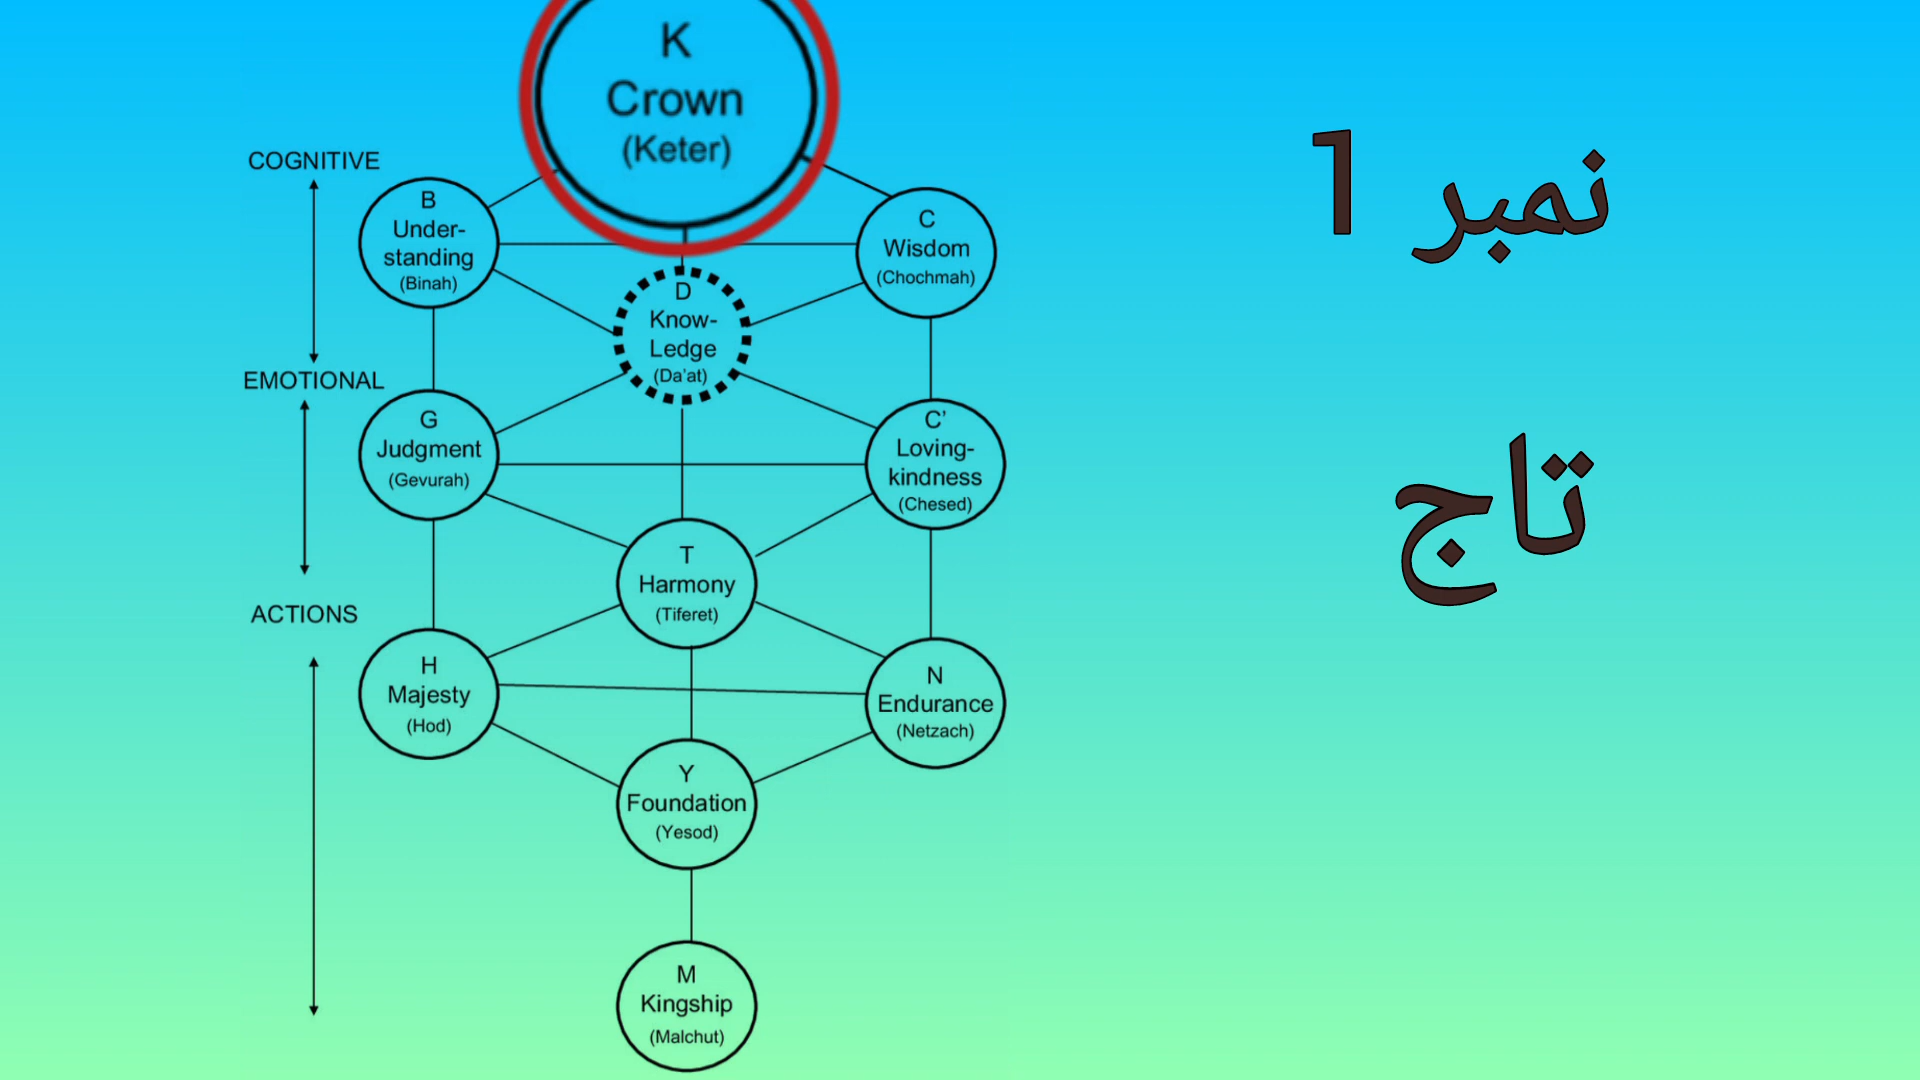 K
Crown
(Keter)
نمبر 1
تاج
COGNITIVE
B
Under-
standing
(Binah)
C
Wisdom
(Chochmah)
D
Know-
Ledge
(Da'at)
EMOTIONAL
G
Judgment
(Gevurah)
C’
Loving-
kindness
(Chesed)
T
Harmony
(Tiferet)
ACTIONS
H
Majesty
(Hod)
N
Endurance
(Netzach)
Y
Foundation
(Yesod)
M
Kingship
(Malchut)